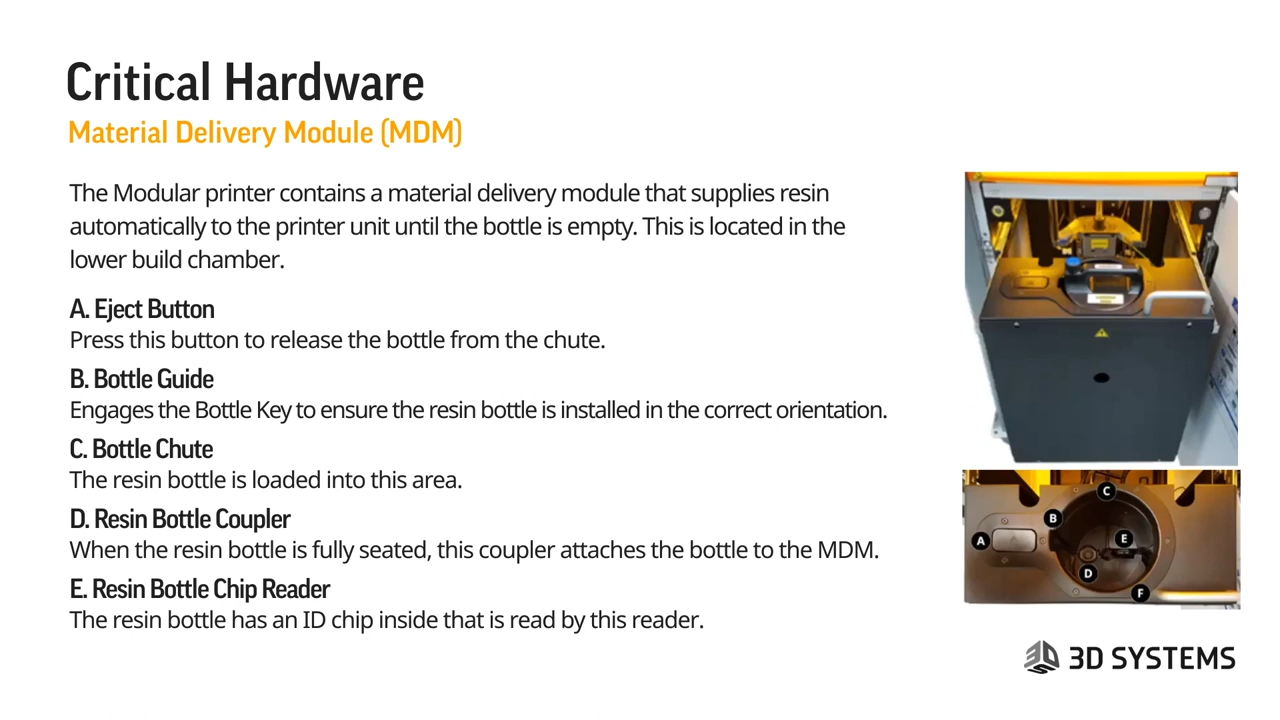 Critical Hardware
Material Delivery Module (MDM)
The Modular printer contains a material delivery module that supplies resin
automatically to the printer unit until the bottle is empty. This is located in the
lower build chamber.
A. Eject Button
Press this button to release the bottle from the chute.
B. Bottle Guide
Engages the Bottle Key to ensure the resin bottle is installed in the correct orientation.
C. Bottle Chute
The resin bottle is loaded into this area.
D. Resin Bottle Coupler
When the resin bottle is fully seated, this coupler attaches the bottle to the MDM.
E. Resin Bottle Chip Reader
The resin bottle has an ID chip inside that is read by this reader.
C
B
A
E
D
F
3D SYSTEMS